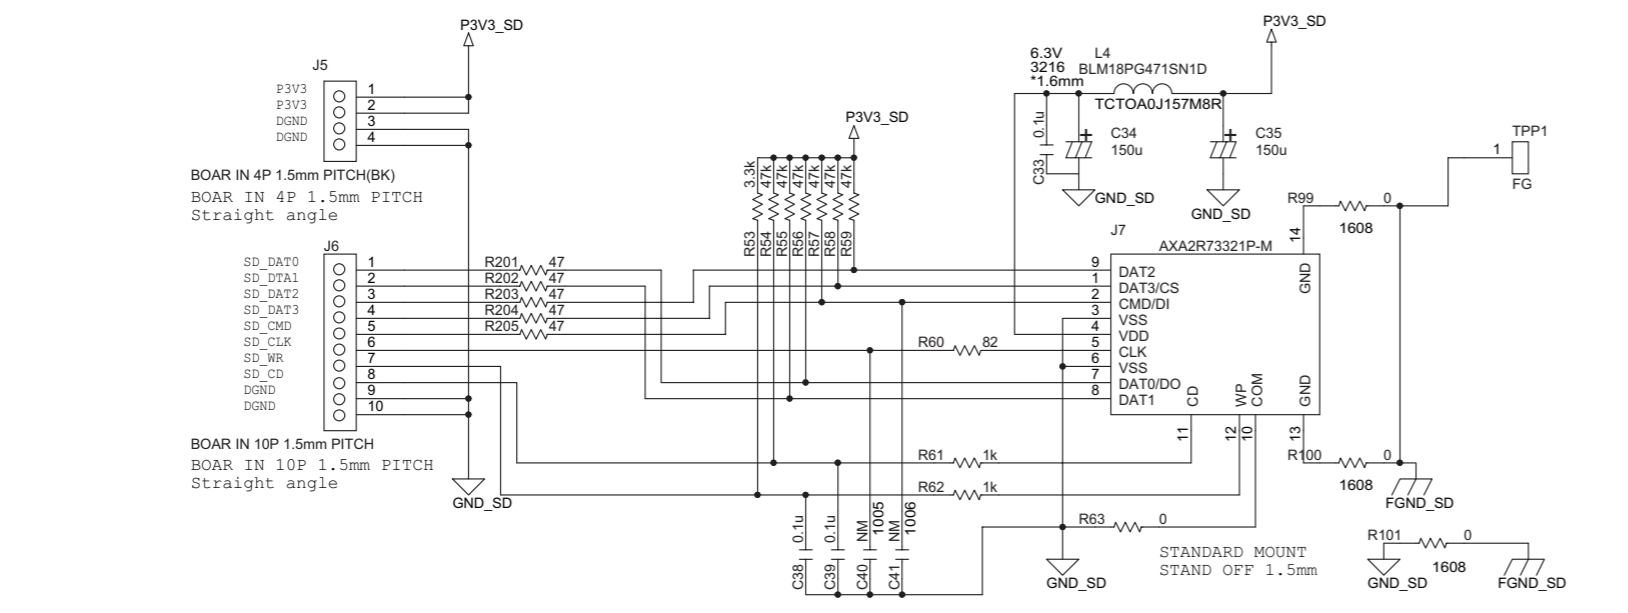 P3V3_SD
J5
P3V3 1
P3V3 2
DGND 3
DGND 4
BOAR IN 4P 1.5mm PITCH(BK)
BOAR IN 4P 1.5mm PITCH
Straight angle
J6
SD_DAT0 1
SD_DTA1 2
SD_DAT2 3
SD_DAT3 4
SD_CMD 5
SD_CLK 6
SD_WR 7
SD_CD 8
DGND 9
DGND 10
BOAR IN 10P 1.5mm PITCH
BOAR IN 10P 1.5mm PITCH
Straight angle
GND_SD
R201 47
R202 47
R203 47
R204 47
R205 47
P3V3_SD
R53 3.3k
R54 47k
R55 47k
R56 47k
R57 47k
R58 47k
R59 47k
6.3V
3216
*1.6mm
L4
BLM18PG471SN1D
TCTOA0J157M8R
P3V3_SD
C33 0.1u
C34
150u
GND_SD
C35
150u
GND_SD
J7
AXA2R73321P-M
9 DAT2
1 DAT3/CS
2 CMD/DI
3 VSS
4 VDD
5 CLK
6 VSS
7 DAT0/DO
8 DAT1
CD 11
WP 12
COM 10
GND 13
GND 14
R60 82
R61 1k
R62 1k
R63 0
C38 0.1u
C39 0.1u
C40 NM 1005
C41 NM 1006
GND_SD
R99 0
1608
1
TPP1
FG
R100 0
1608
FGND_SD
STANDARD MOUNT
STAND OFF 1.5mm
R101 0
1608
GND_SD
FGND_SD